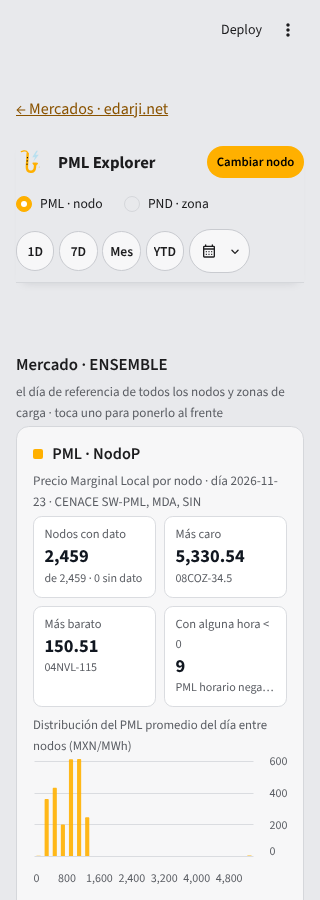 Deploy
← Mercados · edarji.net
PML Explorer
Cambiar nodo
PML · nodo
PND · zona
1D
7D
Mes
YTD
Mercado · ENSEMBLE
el día de referencia de todos los nodos y zonas de
carga · toca uno para ponerlo al frente
PML · NodoP
Precio Marginal Local por nodo · día 2026-11-
23 · CENACE SW-PML, MDA, SIN
Nodos con dato
2,459
de 2,459 · 0 sin dato
Más caro
5,330.54
08COZ-34.5
Más barato
150.51
04NVL-115
Con alguna hora <
0
9
PML horario nega…
Distribución del PML promedio del día entre
nodos (MXN/MWh)
600
400
200
0
0 800 1,600 2,400 3,200 4,000 4,800